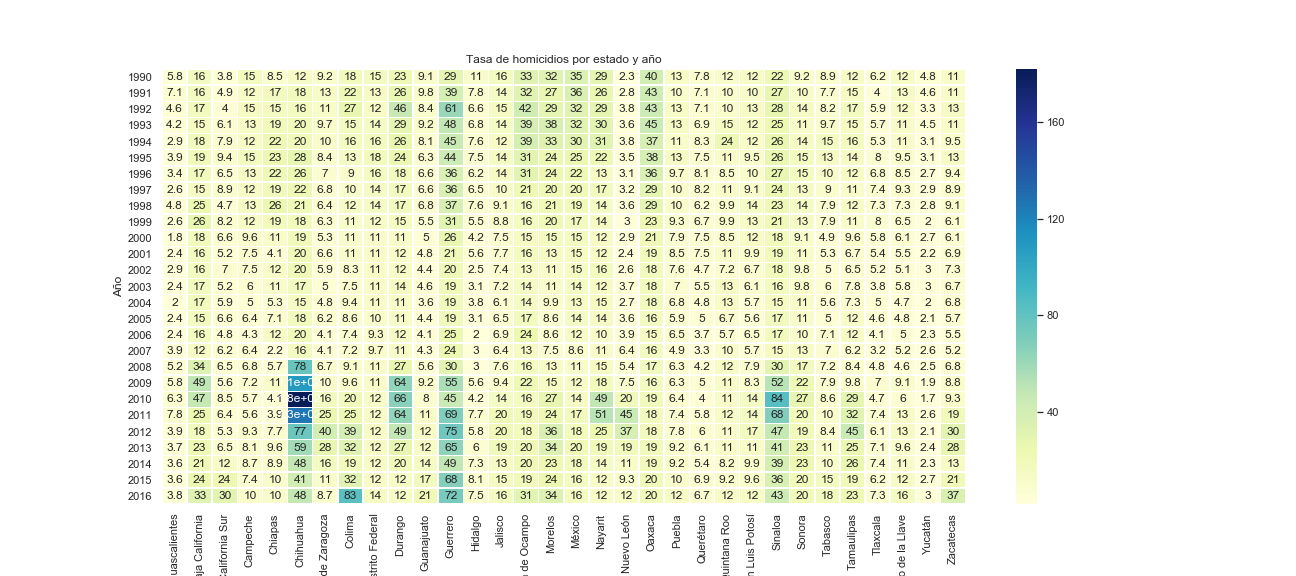 Tasa de homicidios por estado y año
1990 5.8 16 3.8 15 8.5 12 9.2 18 15 23 9.1 29 11 16 33 32 35 29 2.3 40 13 7.8 12 12 22 9.2 8.9 12 6.2 12 4.8 11
1991 7.1 16 4.9 12 17 18 13 22 13 26 9.8 39 7.8 14 32 27 36 26 2.8 43 10 7.1 10 10 27 10 7.7 15 4 13 4.6 11
1992 4.6 17 4 15 15 16 11 27 12 46 8.4 61 6.6 15 42 29 32 29 3.8 43 13 7.1 10 13 28 14 8.2 17 5.9 12 3.3 13
1993 4.2 15 6.1 13 19 20 9.7 15 14 29 9.2 48 6.8 14 39 38 32 30 3.6 45 13 6.9 15 12 25 11 9.7 15 5.7 11 4.5 11
1994 2.9 18 7.9 12 22 20 10 16 16 26 8.1 45 7.6 12 39 33 30 31 3.8 37 11 8.3 24 12 26 14 15 16 5.3 11 3.1 9.5
1995 3.9 19 9.4 15 23 28 8.4 13 18 24 6.3 44 7.5 14 31 24 25 22 3.5 38 13 7.5 11 9.5 26 15 13 14 8 9.5 3.1 13
1996 3.4 17 6.5 13 22 26 7 9 16 18 6.6 36 6.2 14 31 24 22 13 3.1 36 9.7 8.1 8.5 10 27 15 10 12 6.8 8.5 2.7 9.4
1997 2.6 15 8.9 12 19 22 6.8 10 14 17 6.6 36 6.5 10 21 20 20 17 3.2 29 10 8.2 11 9.1 24 13 9 11 7.4 9.3 2.9 8.9
1998 4.8 25 4.7 13 26 21 6.4 12 14 17 6.8 37 7.6 9.1 16 21 19 14 3.6 29 10 6.2 9.9 14 23 14 7.9 12 7.3 7.3 2.8 9.1
1999 2.6 26 8.2 12 19 18 6.3 11 12 15 5.5 31 5.5 8.8 16 20 17 14 3 23 9.3 6.7 9.9 13 21 13 7.9 11 8 6.5 2 6.1
2000 1.8 18 6.6 9.6 11 19 5.3 11 11 11 5 26 4.2 7.5 15 15 15 12 2.9 21 7.9 7.5 8.5 12 18 9.1 4.9 9.6 5.8 6.1 2.7 6.1
2001 2.4 16 5.2 7.5 4.1 20 6.6 11 11 12 4.8 21 5.6 7.7 16 13 15 12 2.4 19 8.5 7.5 11 9.9 19 11 5.3 6.7 5.4 5.5 2.2 6.9
2002 2.9 16 7 7.5 12 20 5.9 8.3 11 12 4.4 20 2.5 7.4 13 11 15 16 2.6 18 7.6 4.7 7.2 6.7 18 9.8 5 6.5 5.2 5.1 3 7.3
2003 2.4 17 5.2 6 11 17 5 7.5 11 14 4.6 19 3.1 7.2 14 11 14 12 3.7 18 7 5.5 13 6.1 16 9.8 6 7.8 3.8 5.8 3 6.7
2004 2 17 5.9 5 5.3 15 4.8 9.4 11 11 3.6 19 3.8 6.1 14 9.9 13 15 2.7 18 6.8 4.8 13 5.7 15 11 5.6 7.3 5 4.7 2 6.8
2005 2.4 15 6.6 6.4 7.1 18 6.2 8.6 10 11 4.4 19 3.1 6.5 17 8.6 14 14 3.6 16 5.9 5 6.7 5.6 17 11 5 12 4.6 4.8 2.1 5.7
2006 2.4 16 4.8 4.3 12 20 4.1 7.4 9.3 12 4.1 25 2 6.9 24 8.6 12 10 3.9 15 6.5 3.7 5.7 6.5 17 10 7.1 12 4.1 5 2.3 5.5
2007 3.9 12 6.2 6.4 2.2 16 4.1 7.2 9.7 11 4.3 24 3 6.4 13 7.5 8.6 11 6.4 16 4.9 3.3 10 5.7 15 13 7 6.2 3.2 5.2 2.6 5.2
2008 5.2 34 6.5 6.8 5.7 78 6.7 9.1 11 27 5.6 30 3 7.6 16 13 11 15 5.4 17 6.3 4.2 12 7.9 30 17 7.2 8.4 4.8 4.6 2.5 6.8
2009 5.8 49 5.6 7.2 11 1e+0 10 9.6 11 64 9.2 55 5.6 9.4 22 15 12 18 7.5 16 6.3 5 11 8.3 52 22 7.9 9.8 7 9.1 1.9 8.8
2010 6.3 47 8.5 5.7 4.1 8e+0 16 20 12 66 8 45 4.2 14 16 27 14 49 20 19 6.4 4 11 14 84 27 8.6 29 4.7 6 1.7 9.3
2011 7.8 25 6.4 5.6 3.9 3e+0 25 25 12 64 11 69 7.7 20 19 24 17 51 45 18 7.4 5.8 12 14 68 20 10 32 7.4 13 2.6 19
2012 3.9 18 5.3 9.3 7.7 77 40 39 12 49 12 75 5.8 20 18 36 18 25 37 18 7.8 6 11 17 47 19 8.4 45 6.1 13 2.1 30
2013 3.7 23 6.5 8.1 9.6 59 28 32 12 27 12 65 6 19 20 34 20 19 19 19 9.2 6.1 11 11 41 23 11 25 7.1 9.6 2.4 28
2014 3.6 21 12 8.7 8.9 48 16 19 12 20 14 49 7.3 13 20 23 18 14 11 19 9.2 5.4 8.2 9.9 39 23 10 26 7.4 11 2.3 13
2015 3.6 24 24 7.4 10 41 11 32 12 12 17 68 8.1 15 19 24 16 12 9.3 20 10 6.9 9.2 9.6 36 20 15 19 6.2 12 2.7 21
2016 3.8 33 30 10 10 48 8.7 83 14 12 21 72 7.5 16 31 34 16 12 12 20 12 6.7 12 12 43 20 18 23 7.3 16 3 37
Año
uascalientes
aja California
California Sur
Campeche
Chiapas
Chihuahua
de Zaragoza
Colima
strito Federal
Durango
Guanajuato
Guerrero
Hidalgo
Jalisco
n de Ocampo
Morelos
México
Nayarit
Nuevo León
Oaxaca
Puebla
Querétaro
uintana Roo
n Luis Potosí
Sinaloa
Sonora
Tabasco
Tamaulipas
Tlaxcala
o de la Llave
Yucatán
Zacatecas
160
120
80
40